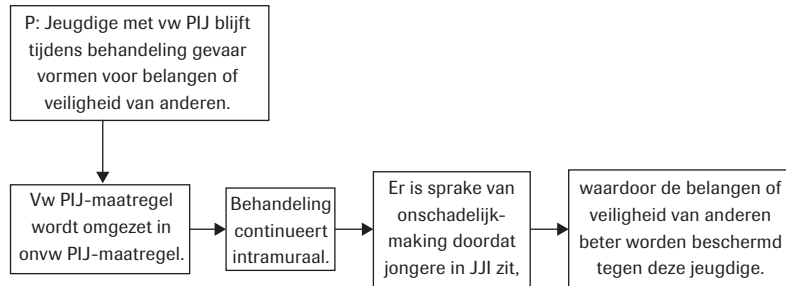 P: Jeugdige met vw PIJ blijft
tijdens behandeling gevaar
vormen voor belangen of
veiligheid van anderen.
Vw PIJ-maatregel
wordt omgezet in
onvw PIJ-maatregel.
Behandeling
continueert
intramuraal.
Er is sprake van
onschadelijk-
making doordat
jongere in JJI zit,
waardoor de belangen of
veiligheid van anderen
beter worden beschermd
tegen deze jeugdige.